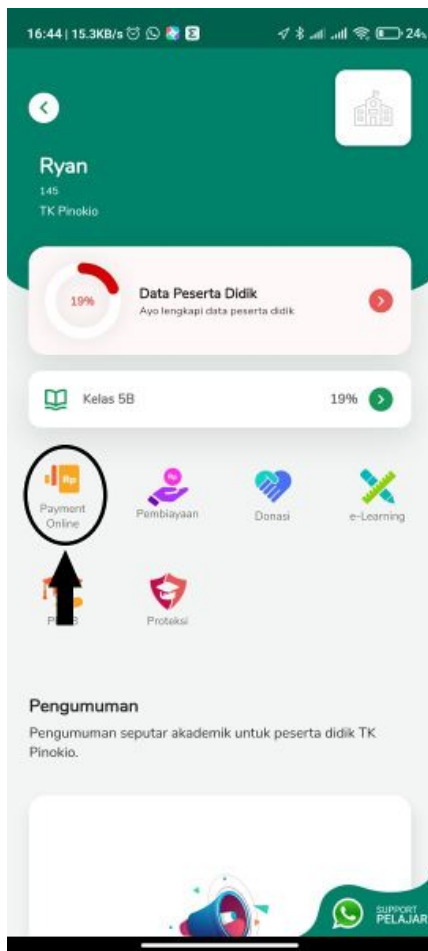 16:44 | 15.3KB/s
24%
Ryan
145
TK Pinokio
19%
Data Peserta Didik
Ayo lengkapi data peserta didik
Kelas 5B
19%
Rp
Rp
Payment
Online
Pembiayaan
Donasi
e-Learning
Proteksi
Pengumuman
Pengumuman seputar akademik untuk peserta didik TK
Pinokio.
SUPPORT
PELAJAR